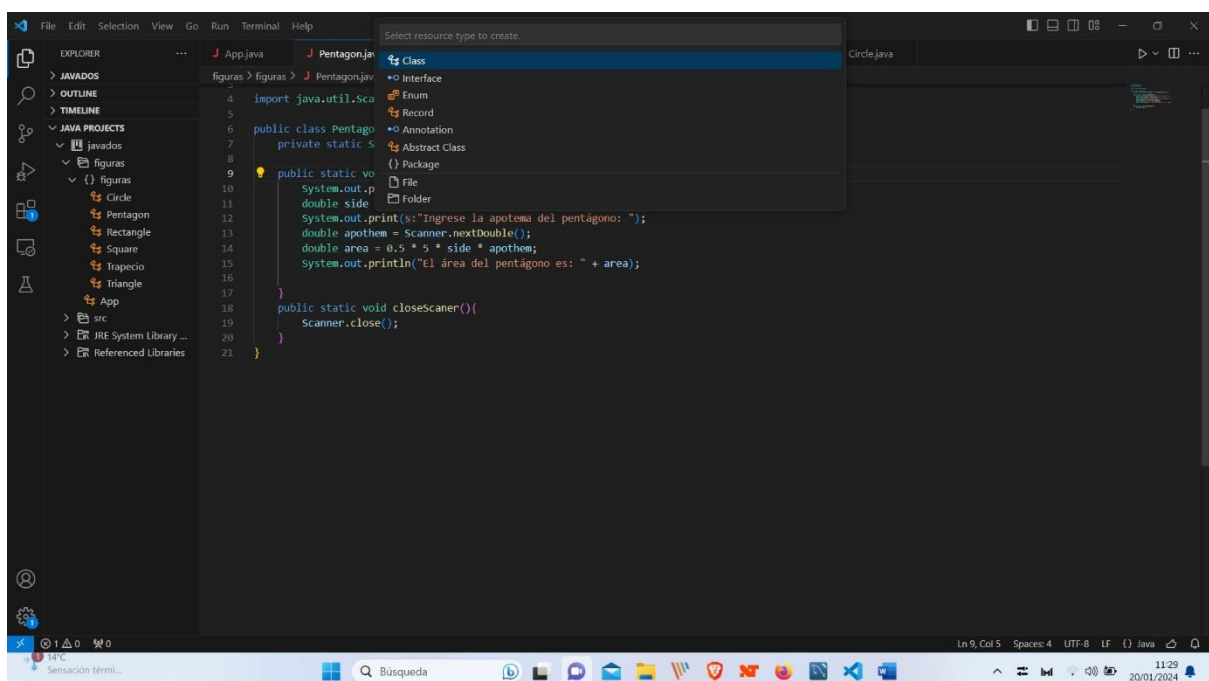 File Edit Selection View Go Run Terminal Help
Select resource type to create.
Class
Interface
Enum
Record
Annotation
Abstract Class
Package
File
Folder
EXPLORER
JAVADOS
OUTLINE
TIMELINE
JAVA PROJECTS
javados
figuras
{} figuras
Circle
Pentagon
Rectangle
Square
Trapecio
Triangle
App
src
JRE System Library ...
Referenced Libraries
App.java Pentagon.jav Circle.java
figuras > figuras > Pentagon.jav
4 import java.util.Sca
5
6 public class Pentago
7 private static S
8
9 public static vo
10 System.out.p
11 double side
12 System.out.print(s:"Ingrese la apotema del pentágono: ");
13 double apothem = Scanner.nextDouble();
14 double area = 0.5 * 5 * side * apothem;
15 System.out.println("El área del pentágono es: " + area);
16
17 }
18 public static void closeScaner(){
19 Scanner.close();
20 }
21 }
1 0 0
Ln 9, Col 5 Spaces: 4 UTF-8 LF {} Java
14°C
Sensación térmi...
Búsqueda
11:29
20/01/2024